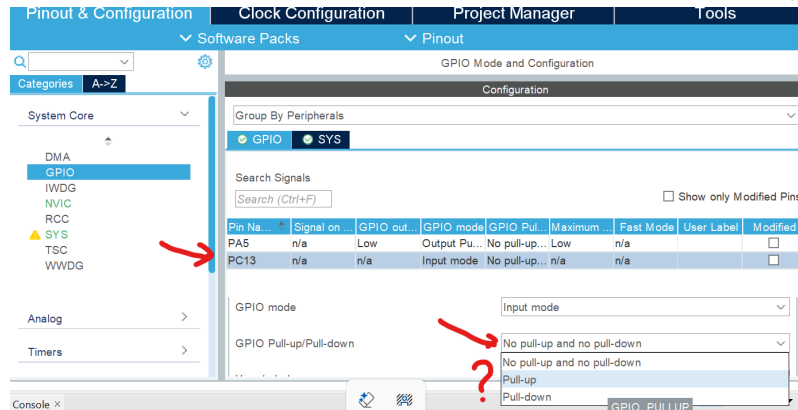 Pinout & Configuration
Clock Configuration
Project Manager
Tools
Software Packs
Pinout
GPIO Mode and Configuration
Categories
A->Z
Configuration
System Core
Group By Peripherals
GPIO
SYS
DMA
GPIO
IWDG
NVIC
RCC
SYS
TSC
WWDG
Search Signals
Search (Ctrl+F)
Show only Modified Pins
Pin Na... Signal on ... GPIO out... GPIO mode GPIO Pul... Maximum ... Fast Mode User Label Modified
PA5 n/a Low Output Pu... No pull-up... Low n/a
PC13 n/a n/a Input mode No pull-up... n/a n/a
Analog
Timers
GPIO mode
Input mode
GPIO Pull-up/Pull-down
No pull-up and no pull-down
No pull-up and no pull-down
Pull-up
Pull-down
?
GPIO_PULLUP
Console ×